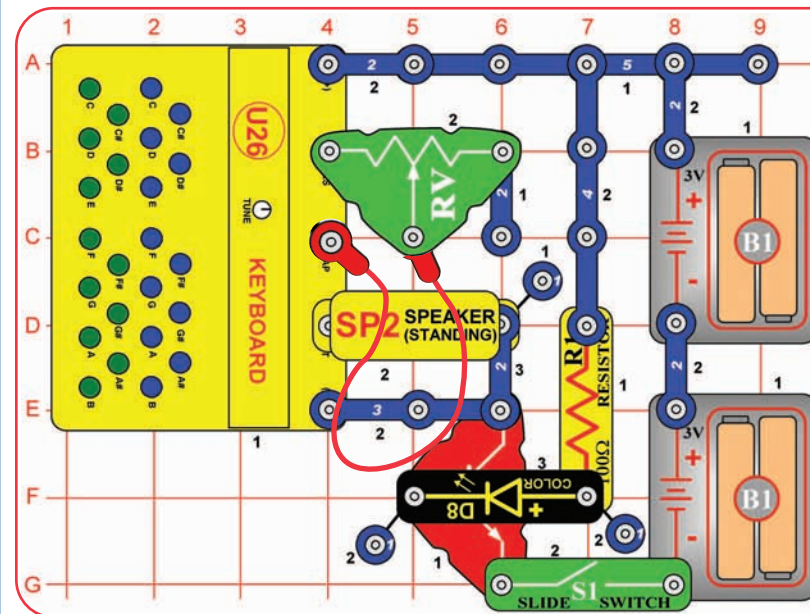 1 2 3 4 5 6 7 8 9
A
B
C
D
E
F
G
C C
C# C#
D D
D# D#
E E
F F
F# F#
G G
G# G#
A A
A# A#
B B
U26
TUNE
KEYBOARD
1
2
2
5
1
2
2
1
2
RV
2
1
4
2
3V
+
-
B1
AP
1
1
SP2 SPEAKER
(STANDING)
2
2
3
2
2
3
2
R1
RESISTOR
100Ω
1
1
3V
+
-
B1
3
COLOR
D8
+
1
2
1
2
1
2
S1
SLIDE SWITCH